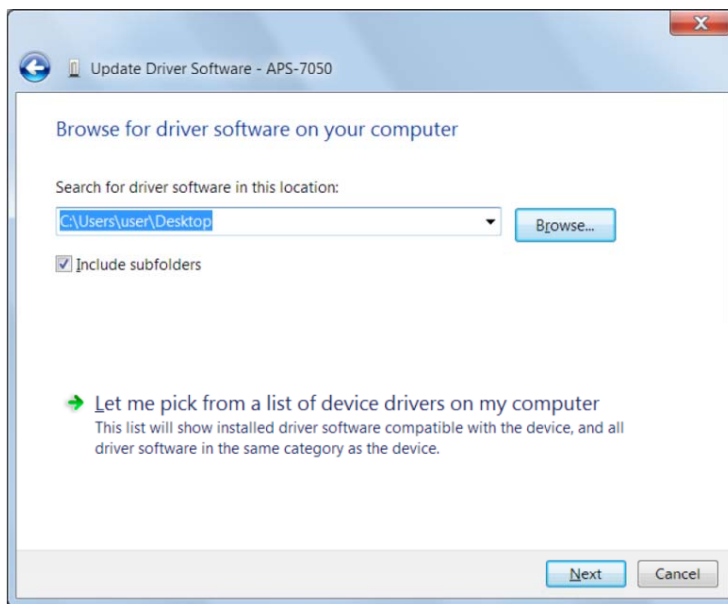 Update Driver Software - APS-7050
Browse for driver software on your computer
Search for driver software in this location:
C:\Users\user\Desktop
Browse...
Include subfolders
Let me pick from a list of device drivers on my computer
This list will show installed driver software compatible with the device, and all
driver software in the same category as the device.
Next
Cancel